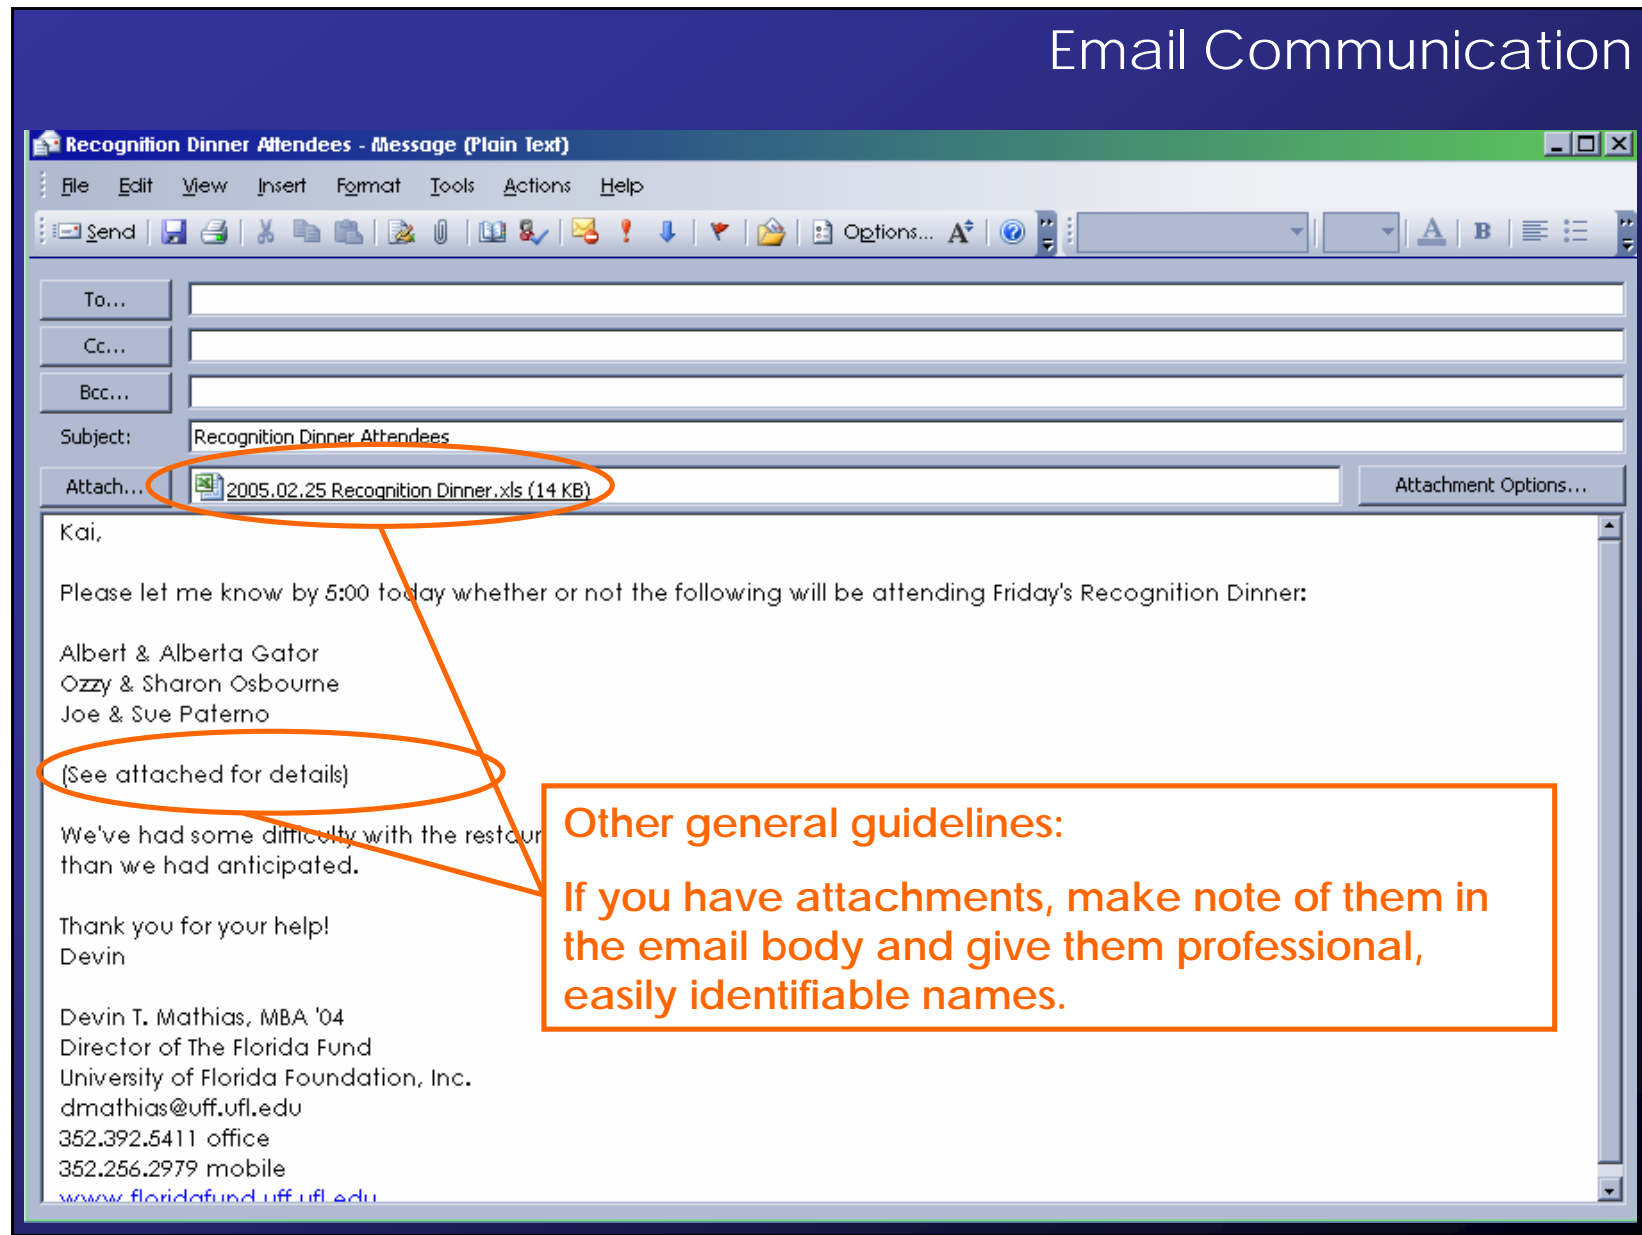 Email Communication
Recognition Dinner Attendees - Message (Plain Text)
File Edit View Insert Format Tools Actions Help
Send Options...
To...
Cc...
Bcc...
Subject: Recognition Dinner Attendees
Attach... 2005.02.25 Recognition Dinner.xls (14 KB) Attachment Options...
Kai,
Please let me know by 5:00 today whether or not the following will be attending Friday's Recognition Dinner:
Albert & Alberta Gator
Ozzy & Sharon Osbourne
Joe & Sue Paterno
(See attached for details)
We've had some difficulty with the
than we had anticipated.
Thank you for your help!
Devin
Devin T. Mathias, MBA '04
Director of The Florida Fund
University of Florida Foundation, Inc.
dmathias@uff.ufl.edu
352.392.5411 office
352.256.2979 mobile
www.floridafund.uff.ufl.edu
Other general guidelines:
If you have attachments, make note of them in
the email body and give them professional,
easily identifiable names.